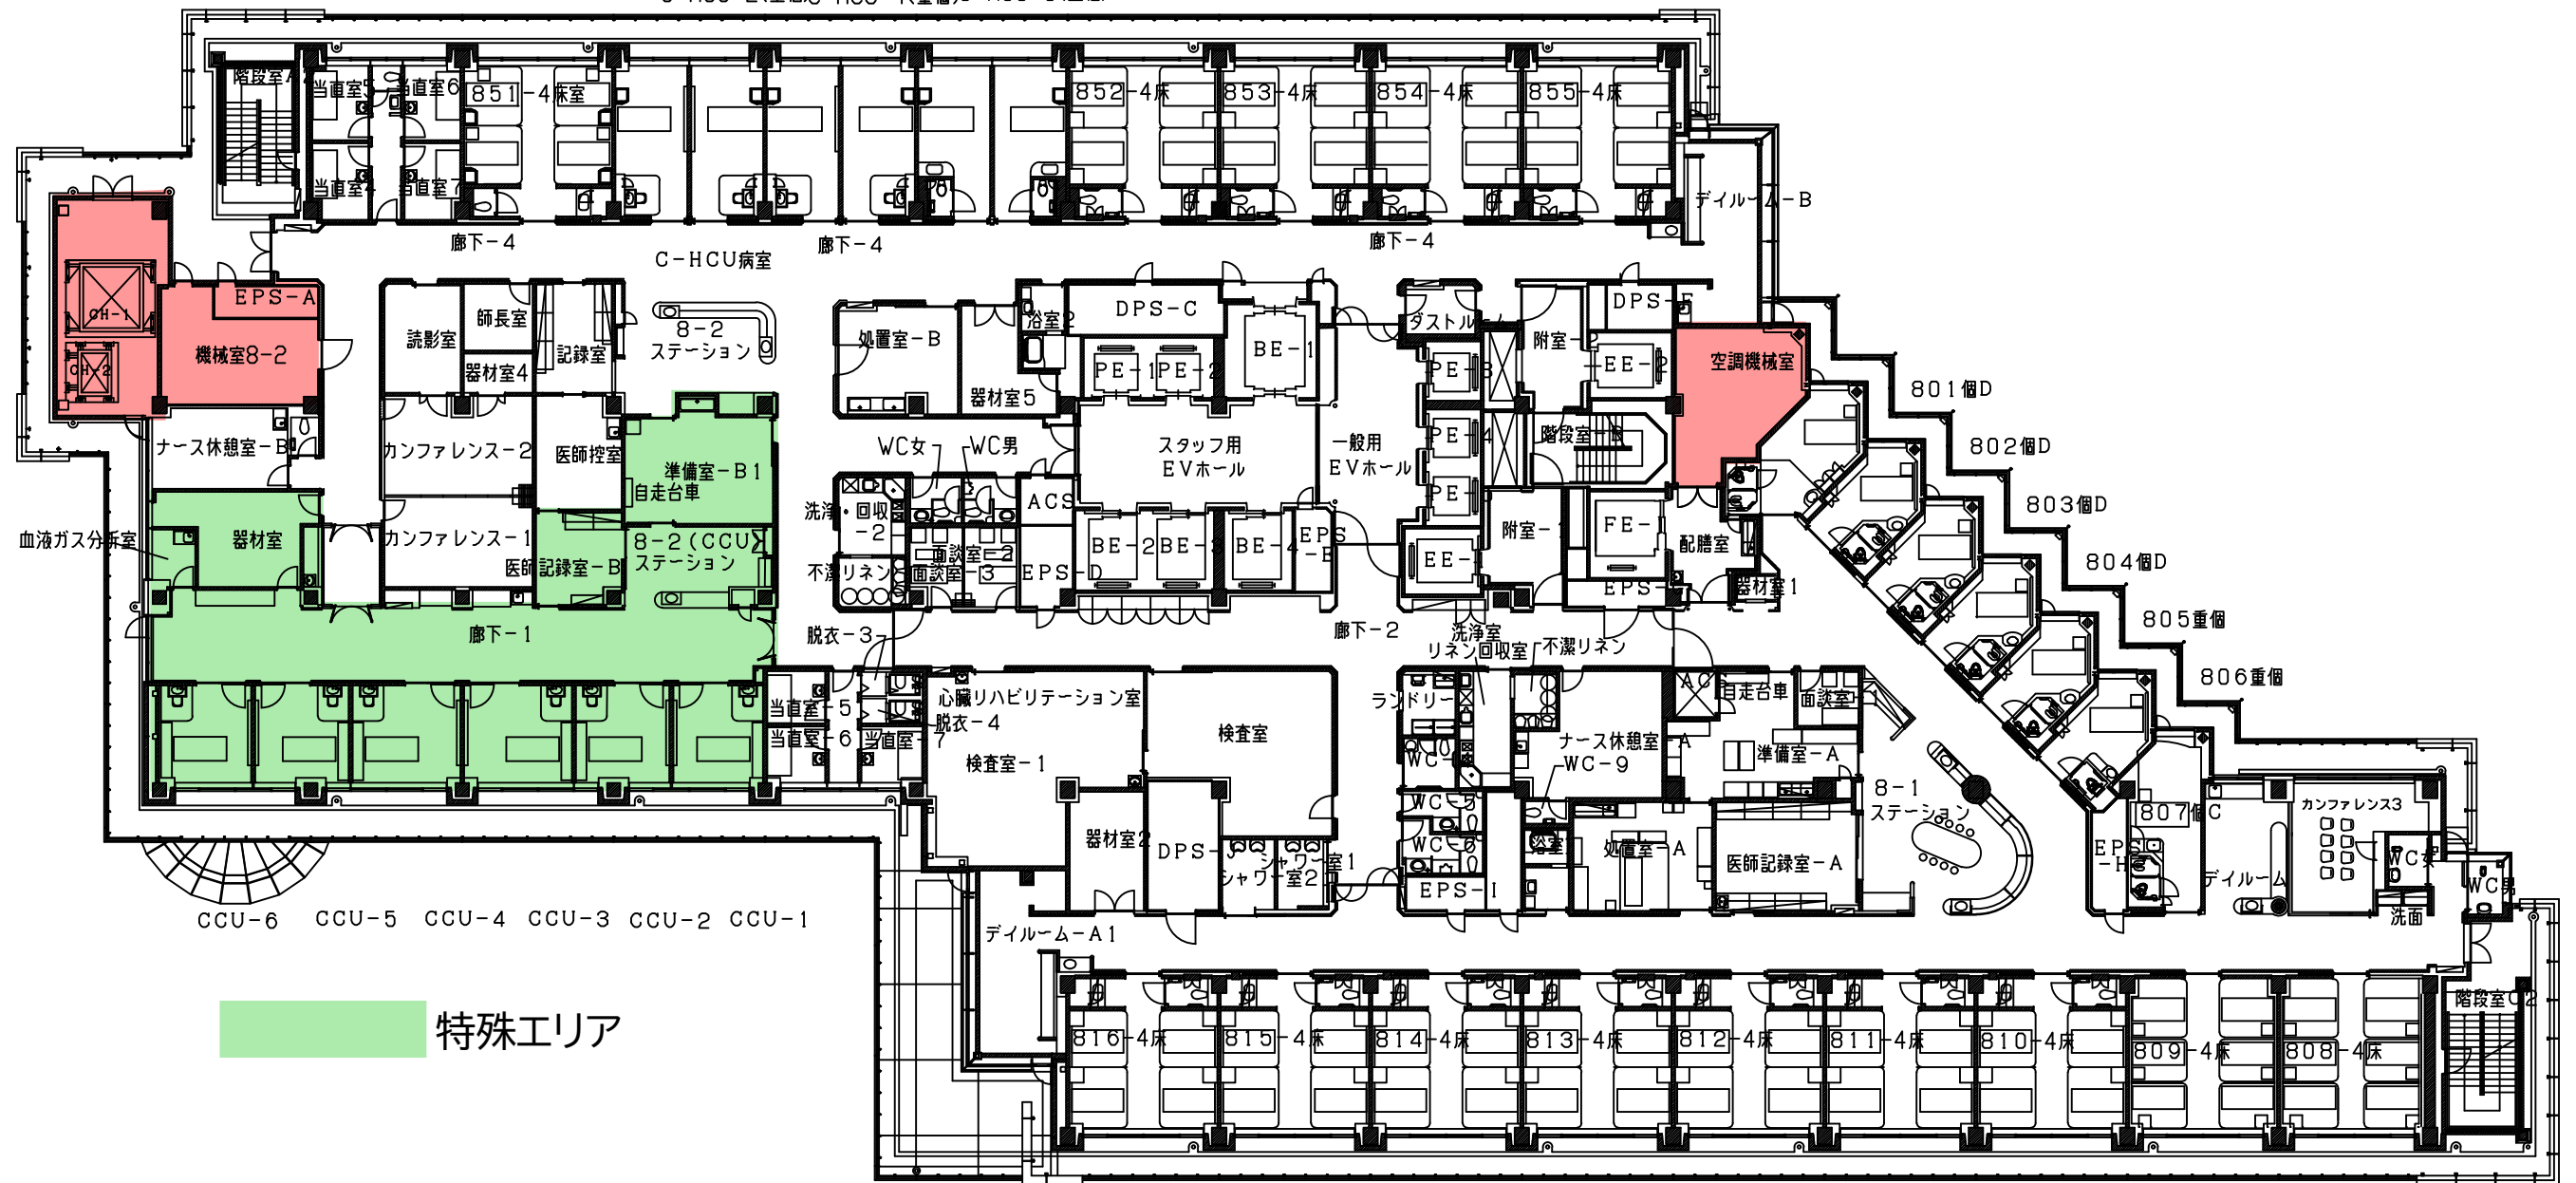 階段室A2
当直室5
当直室6
851-4床室
852-4床
853-4床
854-4床
855-4床
当直室4
当直室7
デイルーム-B
廊下-4
廊下-4
廊下-4
C-HCU病室
EPS-A
CH-1
機械室8-2
CH-2
読影室
師長室
記録室
器材室4
8-2
ステーション
処置室-B
浴室2
器材室5
DPS-C
PE-1
PE-2
BE-1
ダストルーム
PE-3
附室-2
DPS-F
EE-2
空調機械室
801個D
802個D
803個D
804個D
805重個
806重個
ナース休憩室-B
カンファレンス-2
医師控室
準備室-B1
自走台車
WC女
WC男
スタッフ用
EVホール
一般用
EVホール
PE-4
階段室-B
洗浄・回収
-2
ACS
PE-
血液ガス分析室
器材室
カンファレンス-1
医師記録室-B
8-2(CCU)
ステーション
不潔リネン
面談室-2
面談室-3
EPS-D
BE-2
BE-3
BE-4
EPS
-E
EE-1
附室-1
FE-1
配膳室
EPS-G
器材室1
廊下-1
脱衣-3
廊下-2
洗浄室
リネン回収室
不潔リネン
当直室-5
当直室-6
当直室-7
脱衣-4
心臓リハビリテーション室
検査室-1
検査室
ランドリー
ナース休憩室-A
WC-9
自走台車
面談室-1
準備室-A
WC-5
WC-6
8-1
ステーション
器材室2
シャワー室1
シャワー室2
EPS-I
処置室-A
医師記録室-A
EPS
-H
807個C
カンファレンス3
WC女
WC男
デイルーム
洗面
CCU-6
CCU-5
CCU-4
CCU-3
CCU-2
CCU-1
デイルーム-A1
階段室C2
特殊エリア
816-4床
815-4床
814-4床
813-4床
812-4床
811-4床
810-4床
809-4床
808-4床